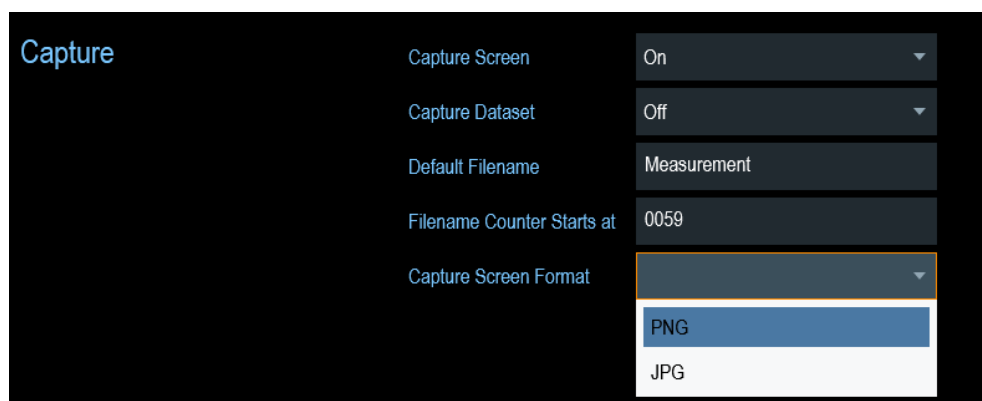 Capture
Capture Screen On
Capture Dataset Off
Default Filename Measurement
Filename Counter Starts at 0059
Capture Screen Format
PNG
JPG